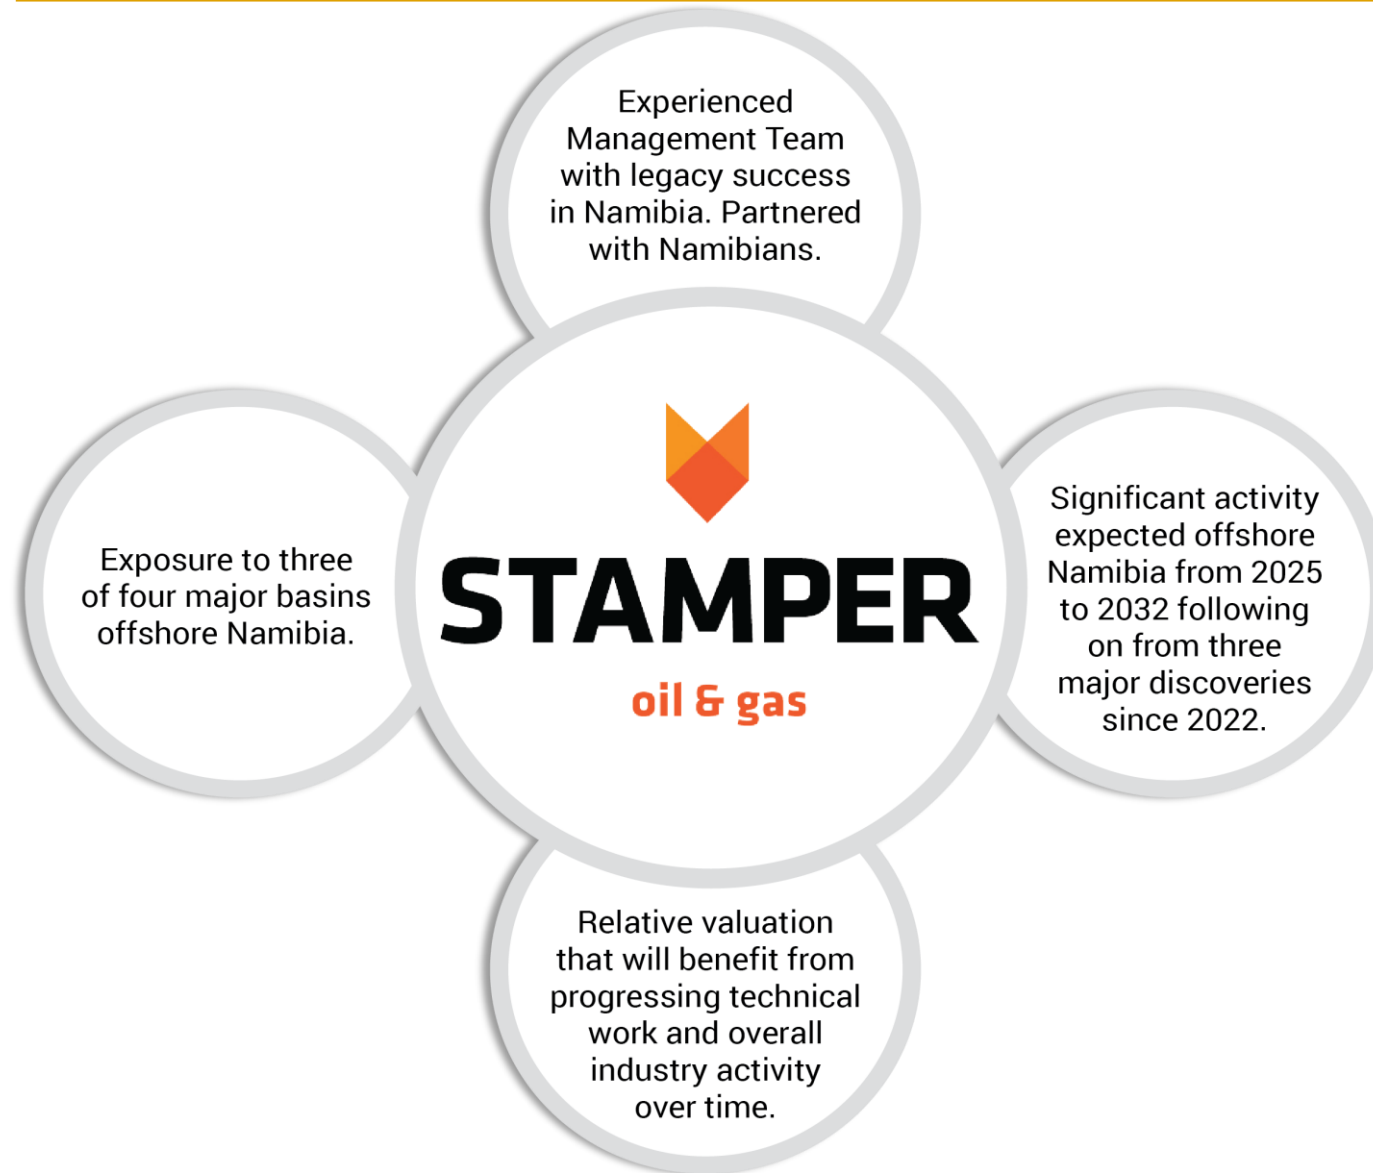 Experienced
Management Team
with legacy success
in Namibia. Partnered
with Namibians.
Exposure to three
of four major basins
offshore Namibia.
STAMPER
oil & gas
Significant activity
expected offshore
Namibia from 2025
to 2032 following
on from three
major discoveries
since 2022.
Relative valuation
that will benefit from
progressing technical
work and overall
industry activity
over time.